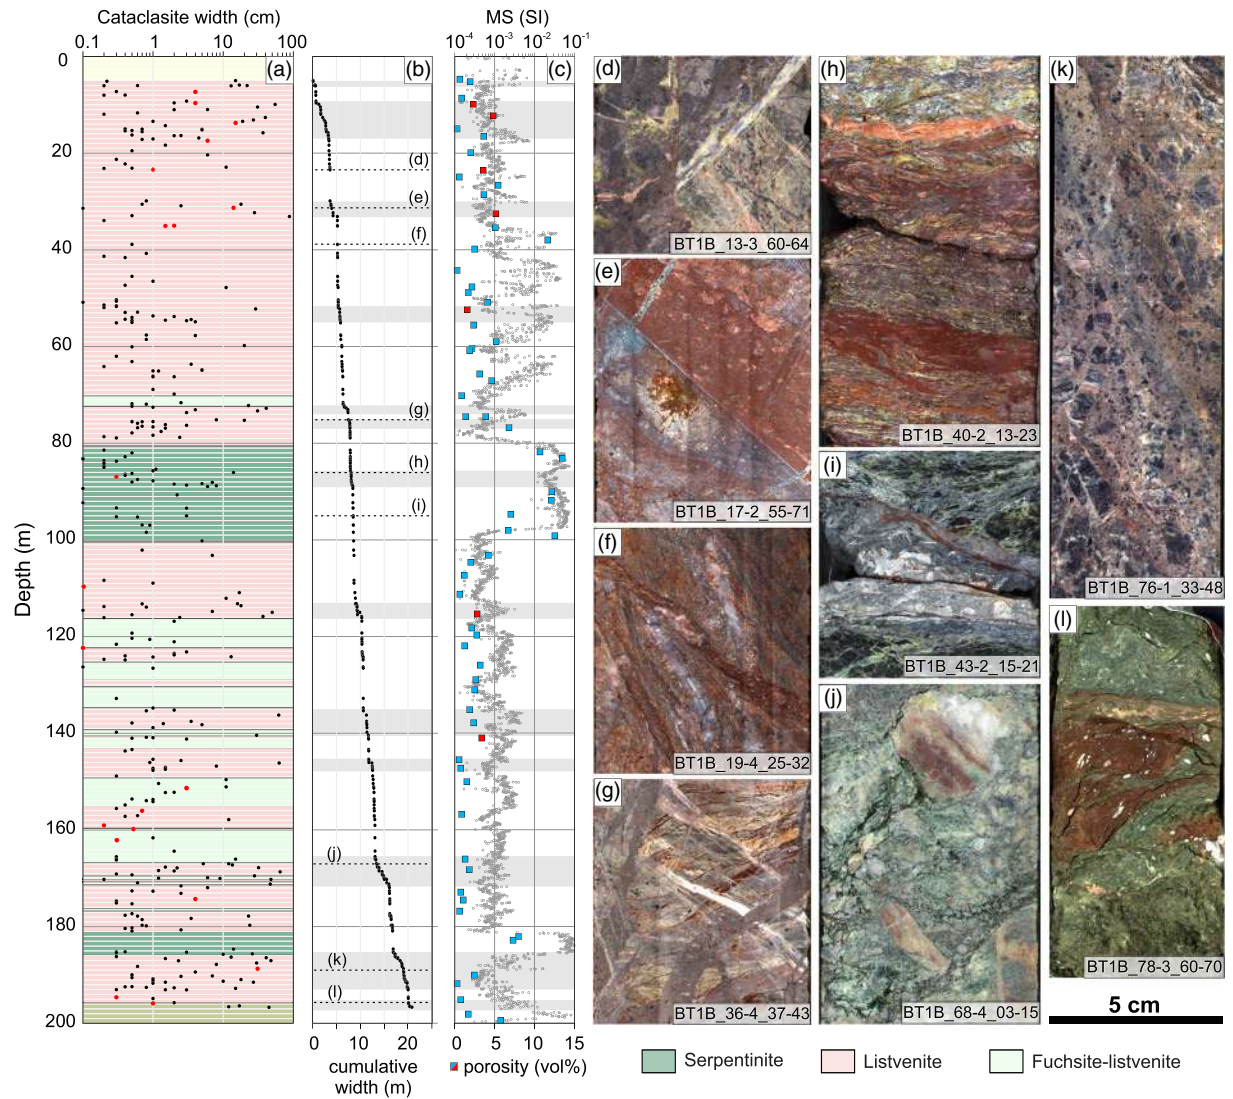 Cataclasite width (cm)
0.1 1 10 100
(a)
(b)
MS (SI)
10⁻⁴ 10⁻³ 10⁻² 10⁻¹
(c)
Depth (m)
0
20
40
60
80
100
120
140
160
180
200
(d)
(e)
(f)
(g)
(h)
(i)
(j)
(k)
(l)
0 10 20
cumulative
width (m)
0 5 10 15
porosity (vol%)
(d)
BT1B_13-3_60-64
(e)
BT1B_17-2_55-71
(f)
BT1B_19-4_25-32
(g)
BT1B_36-4_37-43
(h)
BT1B_40-2_13-23
(i)
BT1B_43-2_15-21
(j)
BT1B_68-4_03-15
(k)
BT1B_76-1_33-48
(l)
BT1B_78-3_60-70
5 cm
Serpentinite
Listvenite
Fuchsite-listvenite